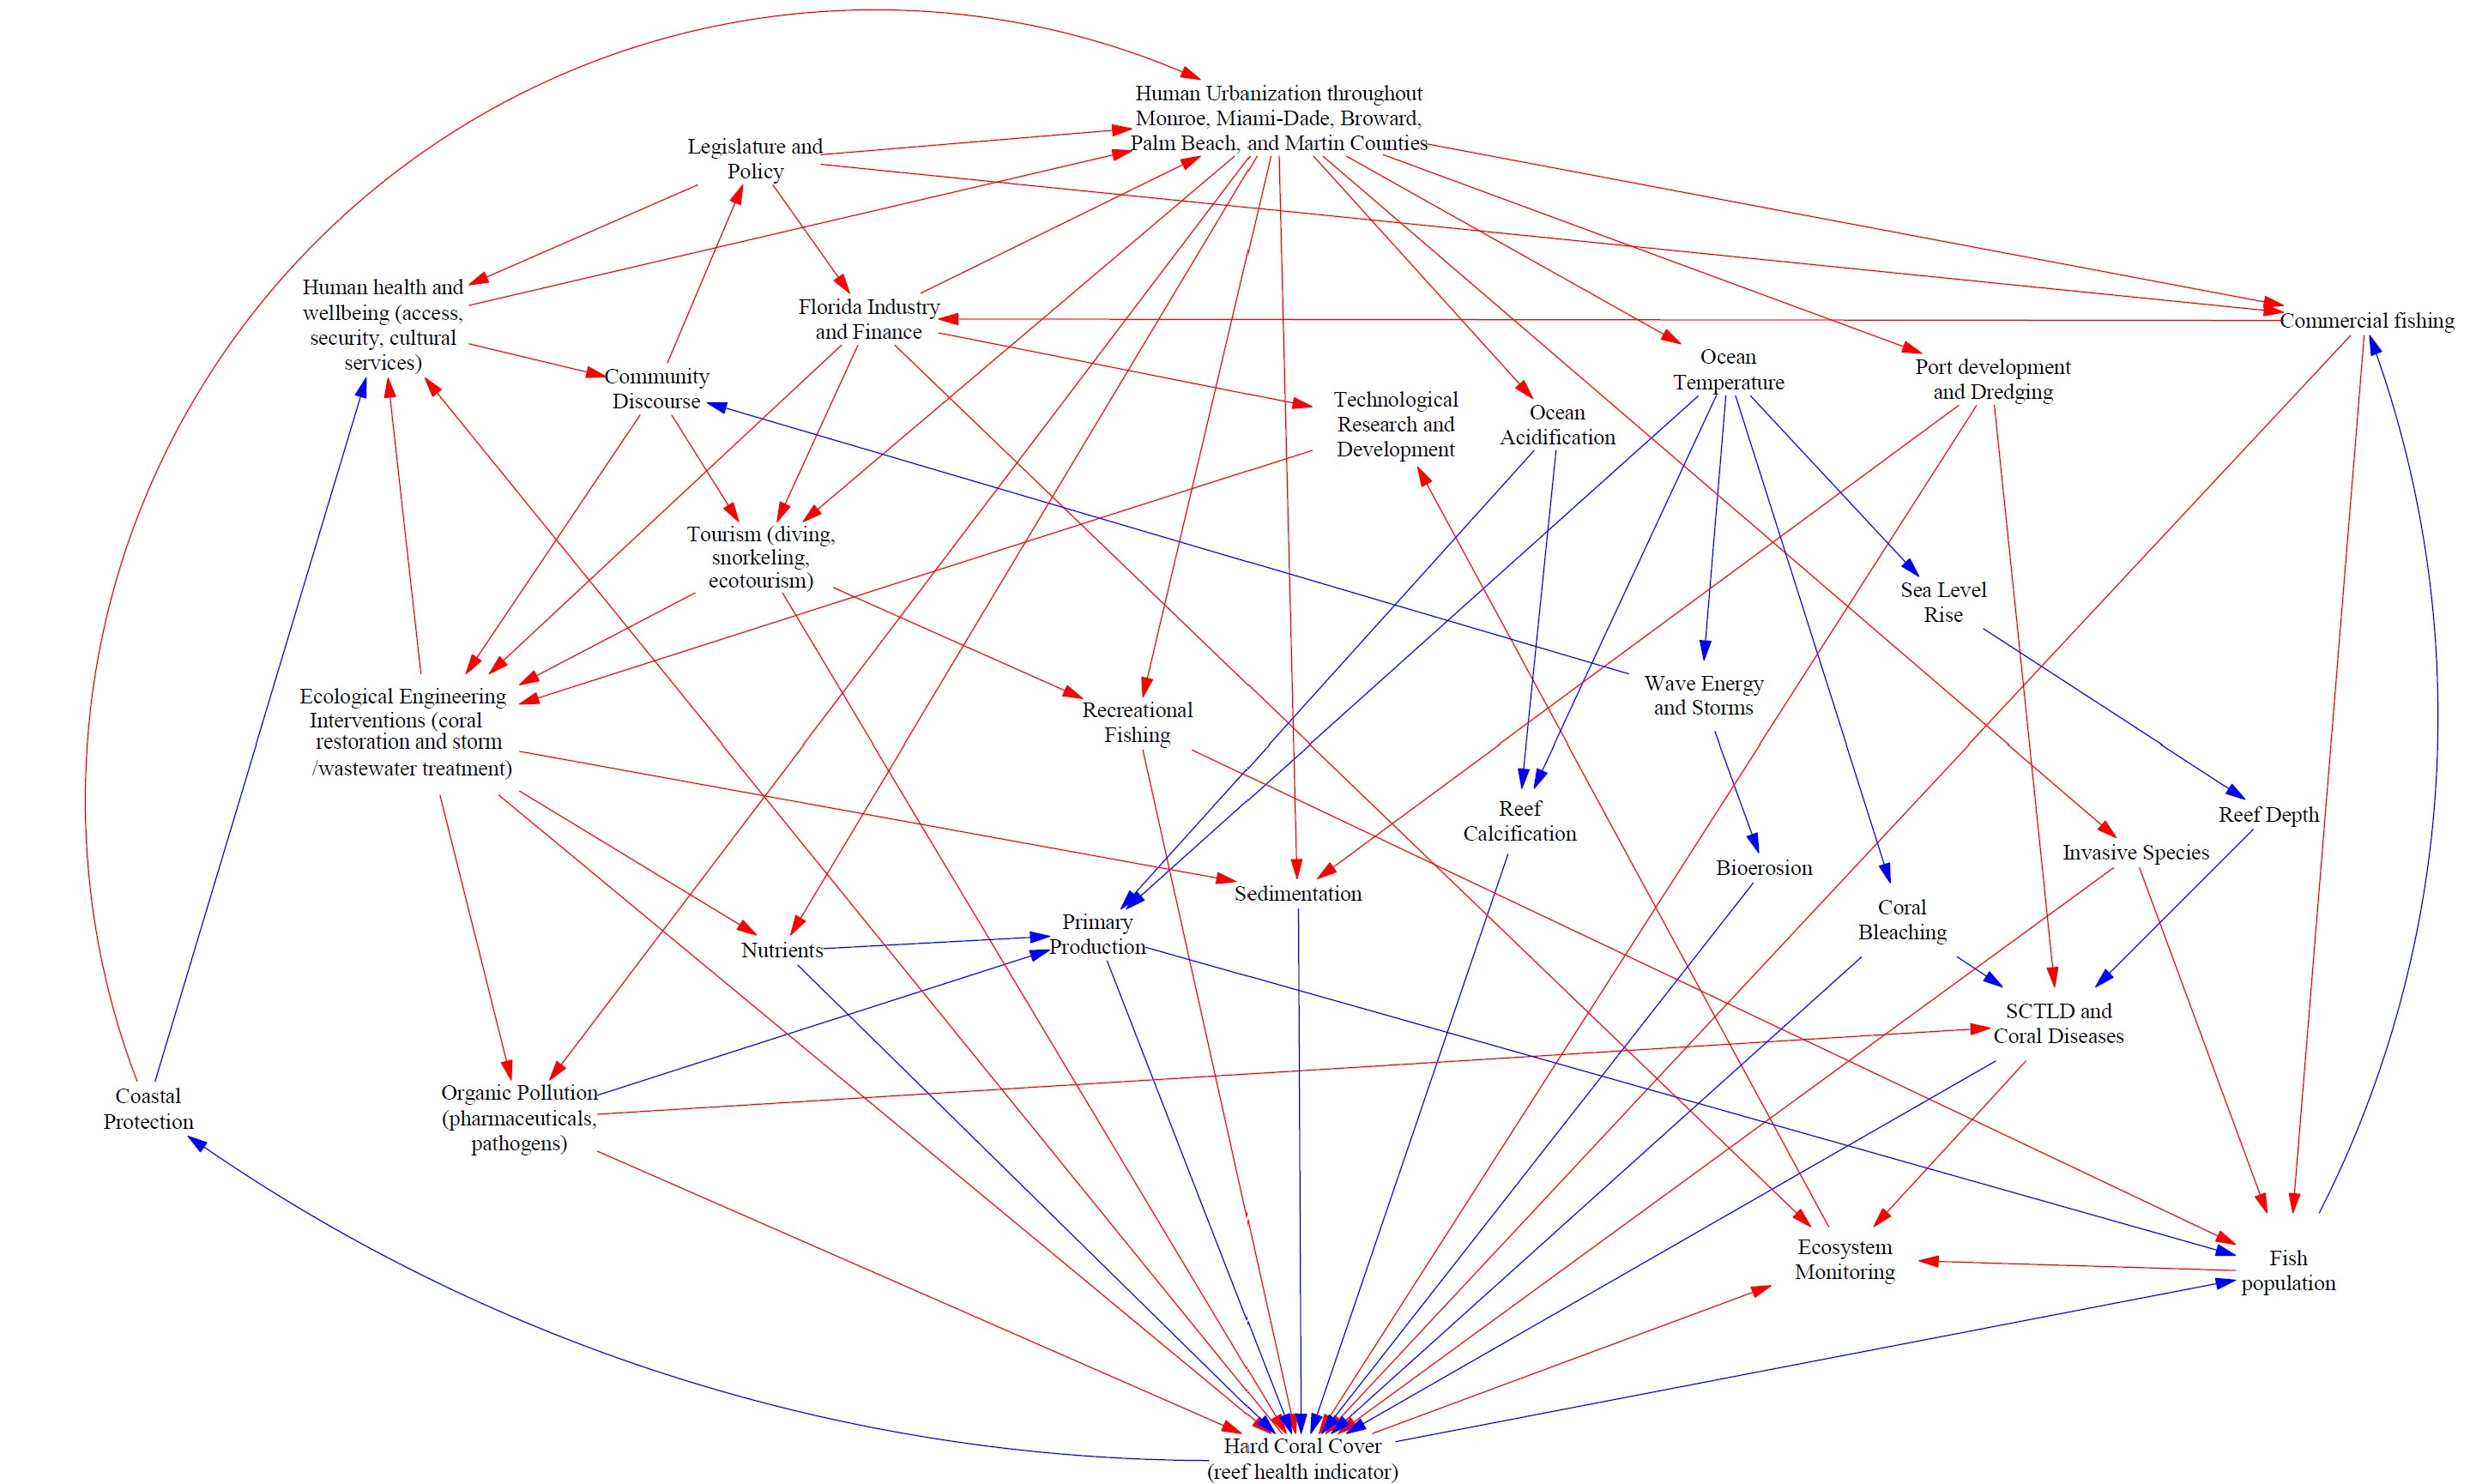 Human Urbanization throughout
Monroe, Miami-Dade, Broward,
Palm Beach, and Martin Counties
Legislature and
Policy
Human health and
wellbeing (access,
security, cultural
services)
Florida Industry
and Finance
Commercial fishing
Community
Discourse
Technological
Research and
Development
Ocean
Acidification
Ocean
Temperature
Port development
and Dredging
Tourism (diving,
snorkeling,
ecotourism)
Sea Level
Rise
Ecological Engineering
Interventions (coral
restoration and storm
/wastewater treatment)
Recreational
Fishing
Wave Energy
and Storms
Reef
Calcification
Reef Depth
Bioerosion
Invasive Species
Sedimentation
Nutrients
Primary
Production
Coral
Bleaching
SCTLD and
Coral Diseases
Coastal
Protection
Organic Pollution
(pharmaceuticals,
pathogens)
Ecosystem
Monitoring
Fish
population
Hard Coral Cover
(reef health indicator)